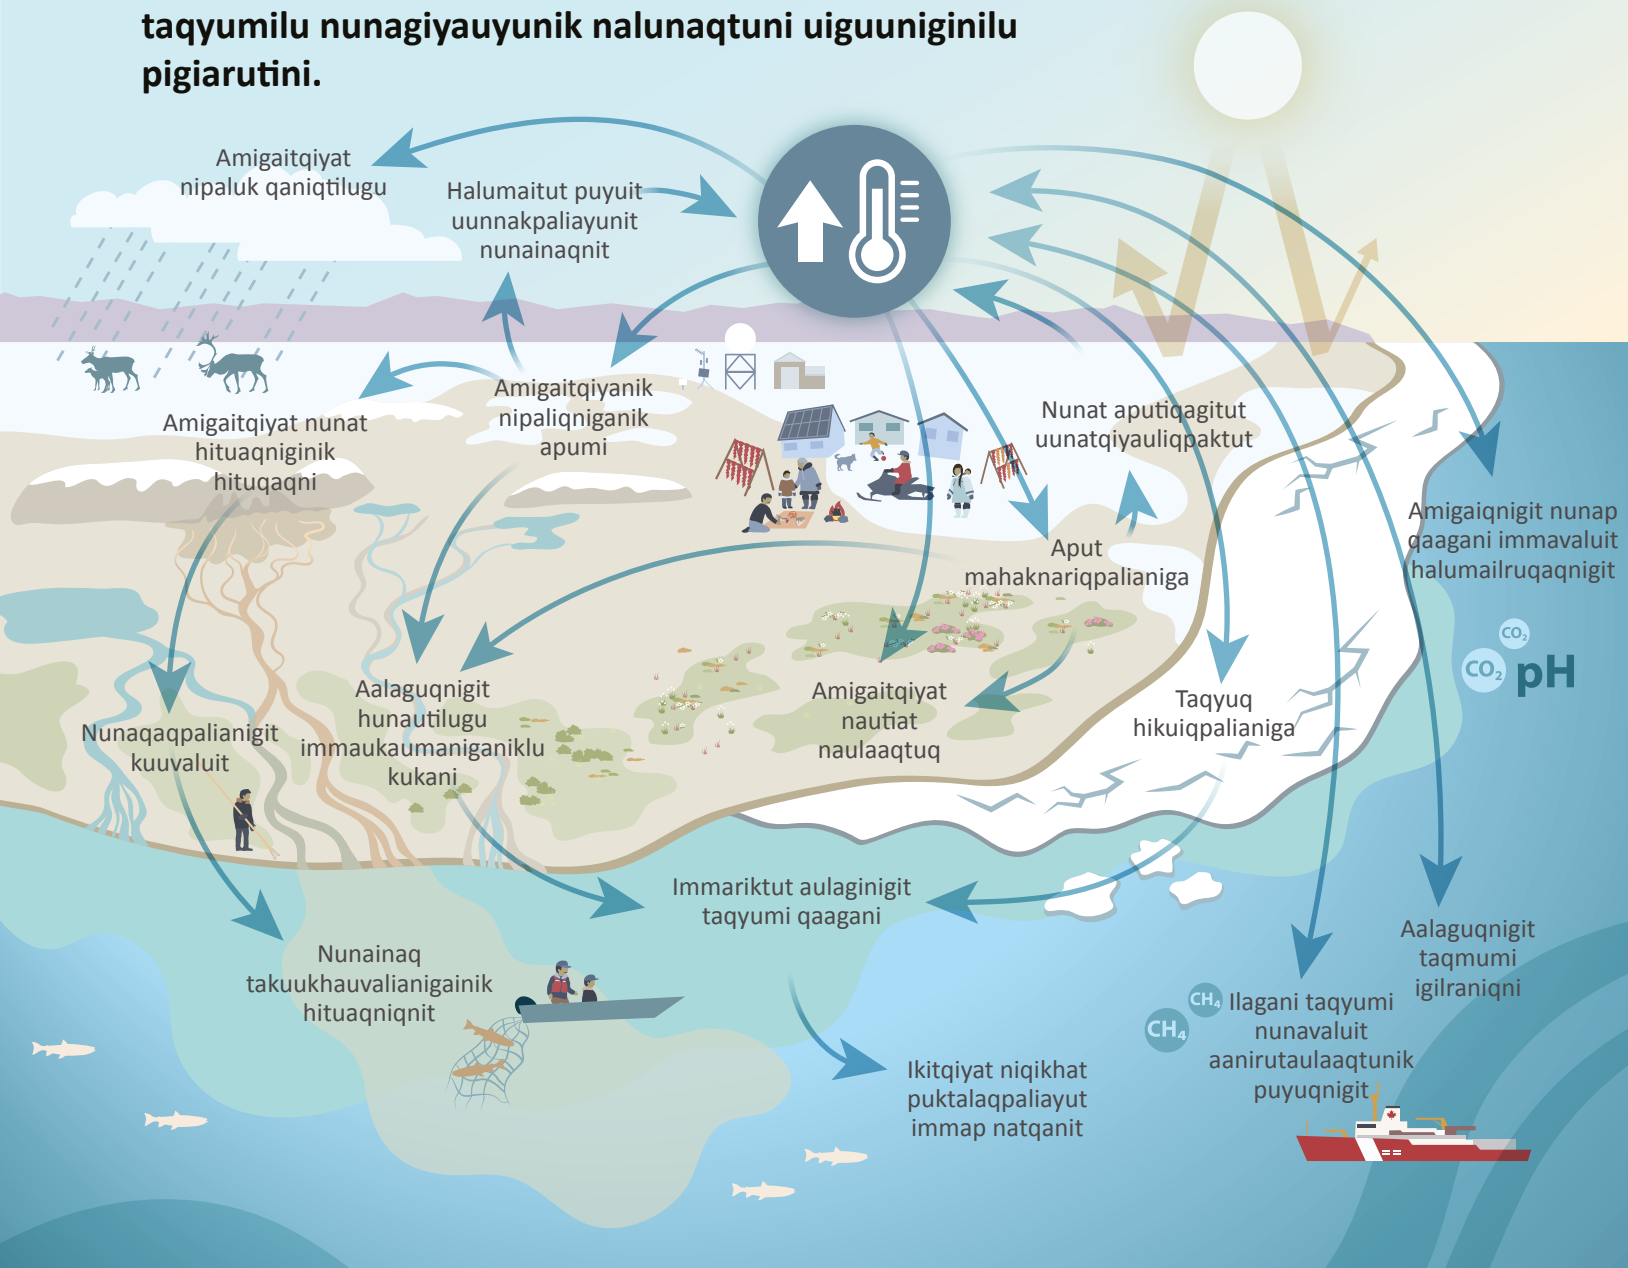 taqyumilu nunagiyauyunik nalunaqtuni uiguuniginilu
pigiarutini.
Amigaitqiyat
nipaluk qaniqtilugu
Halumaitut puyuit
uunnakpaliayunit
nunainaqnit
Amigaitqiyat nunat
hituaqniginik
hituqaqni
Amigaitqiyanik
nipaliqniganik
apumi
Nunat aputiqagitut
uunatqiyauliqpaktut
Aput
mahaknariqpalianiga
Amigaiqnigit nunap
qaagani immavaluit
halumailruqaqnigit
CO₂
CO₂ pH
Nunaqaqpalianigit
kuuvaluit
Aalaguqnigit
hunautilugu
immaukaumaniganiklu
kukani
Amigaitqiyat
nautiat
naulaaqtuq
Taqyuq
hikuiqpalianiga
Immariktut aulaginigit
taqyumi qaagani
Nunainaq
takuukhauvalianigainik
hituaqniqnit
Aalaguqnigit
taqmumi
igilraniqni
CH₄
CH₄
Ilagani taqyumi
nunavaluit
aanirutaulaaqtunik
puyuqnigit
Ikitqiyat niqikhat
puktalaqpaliayut
immap natqanit